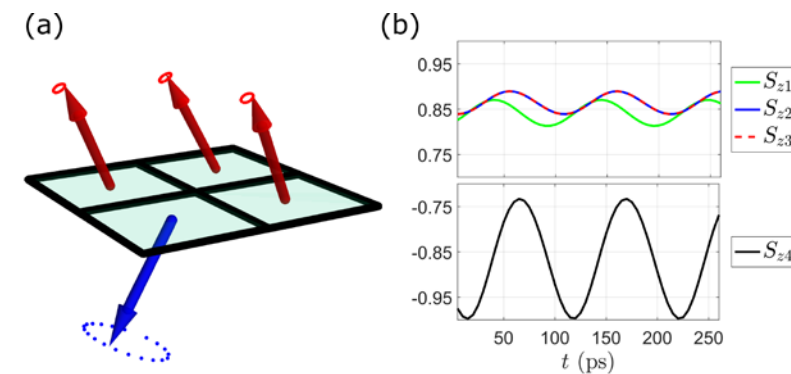 (a)
(b)
0.95
0.85
0.75
S_{z1}
S_{z2}
S_{z3}
-0.75
-0.85
-0.95
S_{z4}
50 100 150 200 250
t (ps)